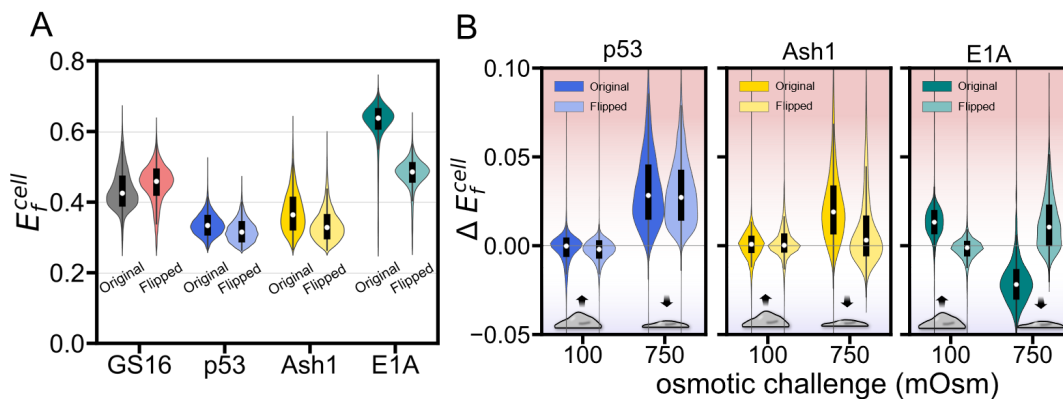 A
E_f^{cell}
0.8
0.6
0.4
0.2
0.0
Original
Flipped
Original
Flipped
Original
Flipped
Original
Flipped
GS16
p53
Ash1
E1A
B
Δ E_f^{cell}
0.10
0.05
0.00
−0.05
p53
Original
Flipped
100
750
Ash1
Original
Flipped
100
750
E1A
Original
Flipped
100
750
osmotic challenge (mOsm)